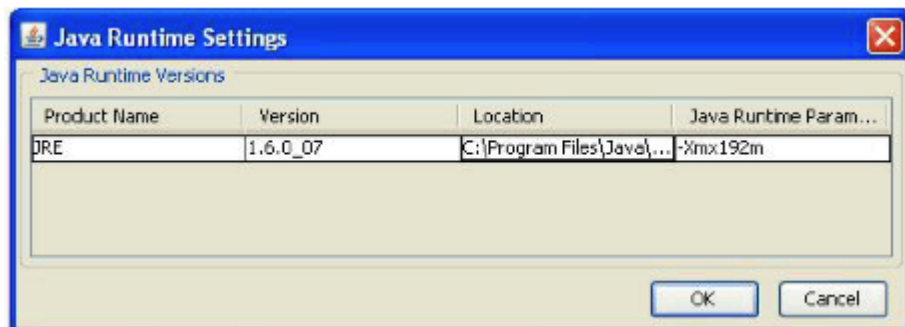 Java Runtime Settings
Java Runtime Versions
Product Name Version Location Java Runtime Param...
JRE 1.6.0_07 C:\Program Files\Java\... -Xmx192m
OK Cancel